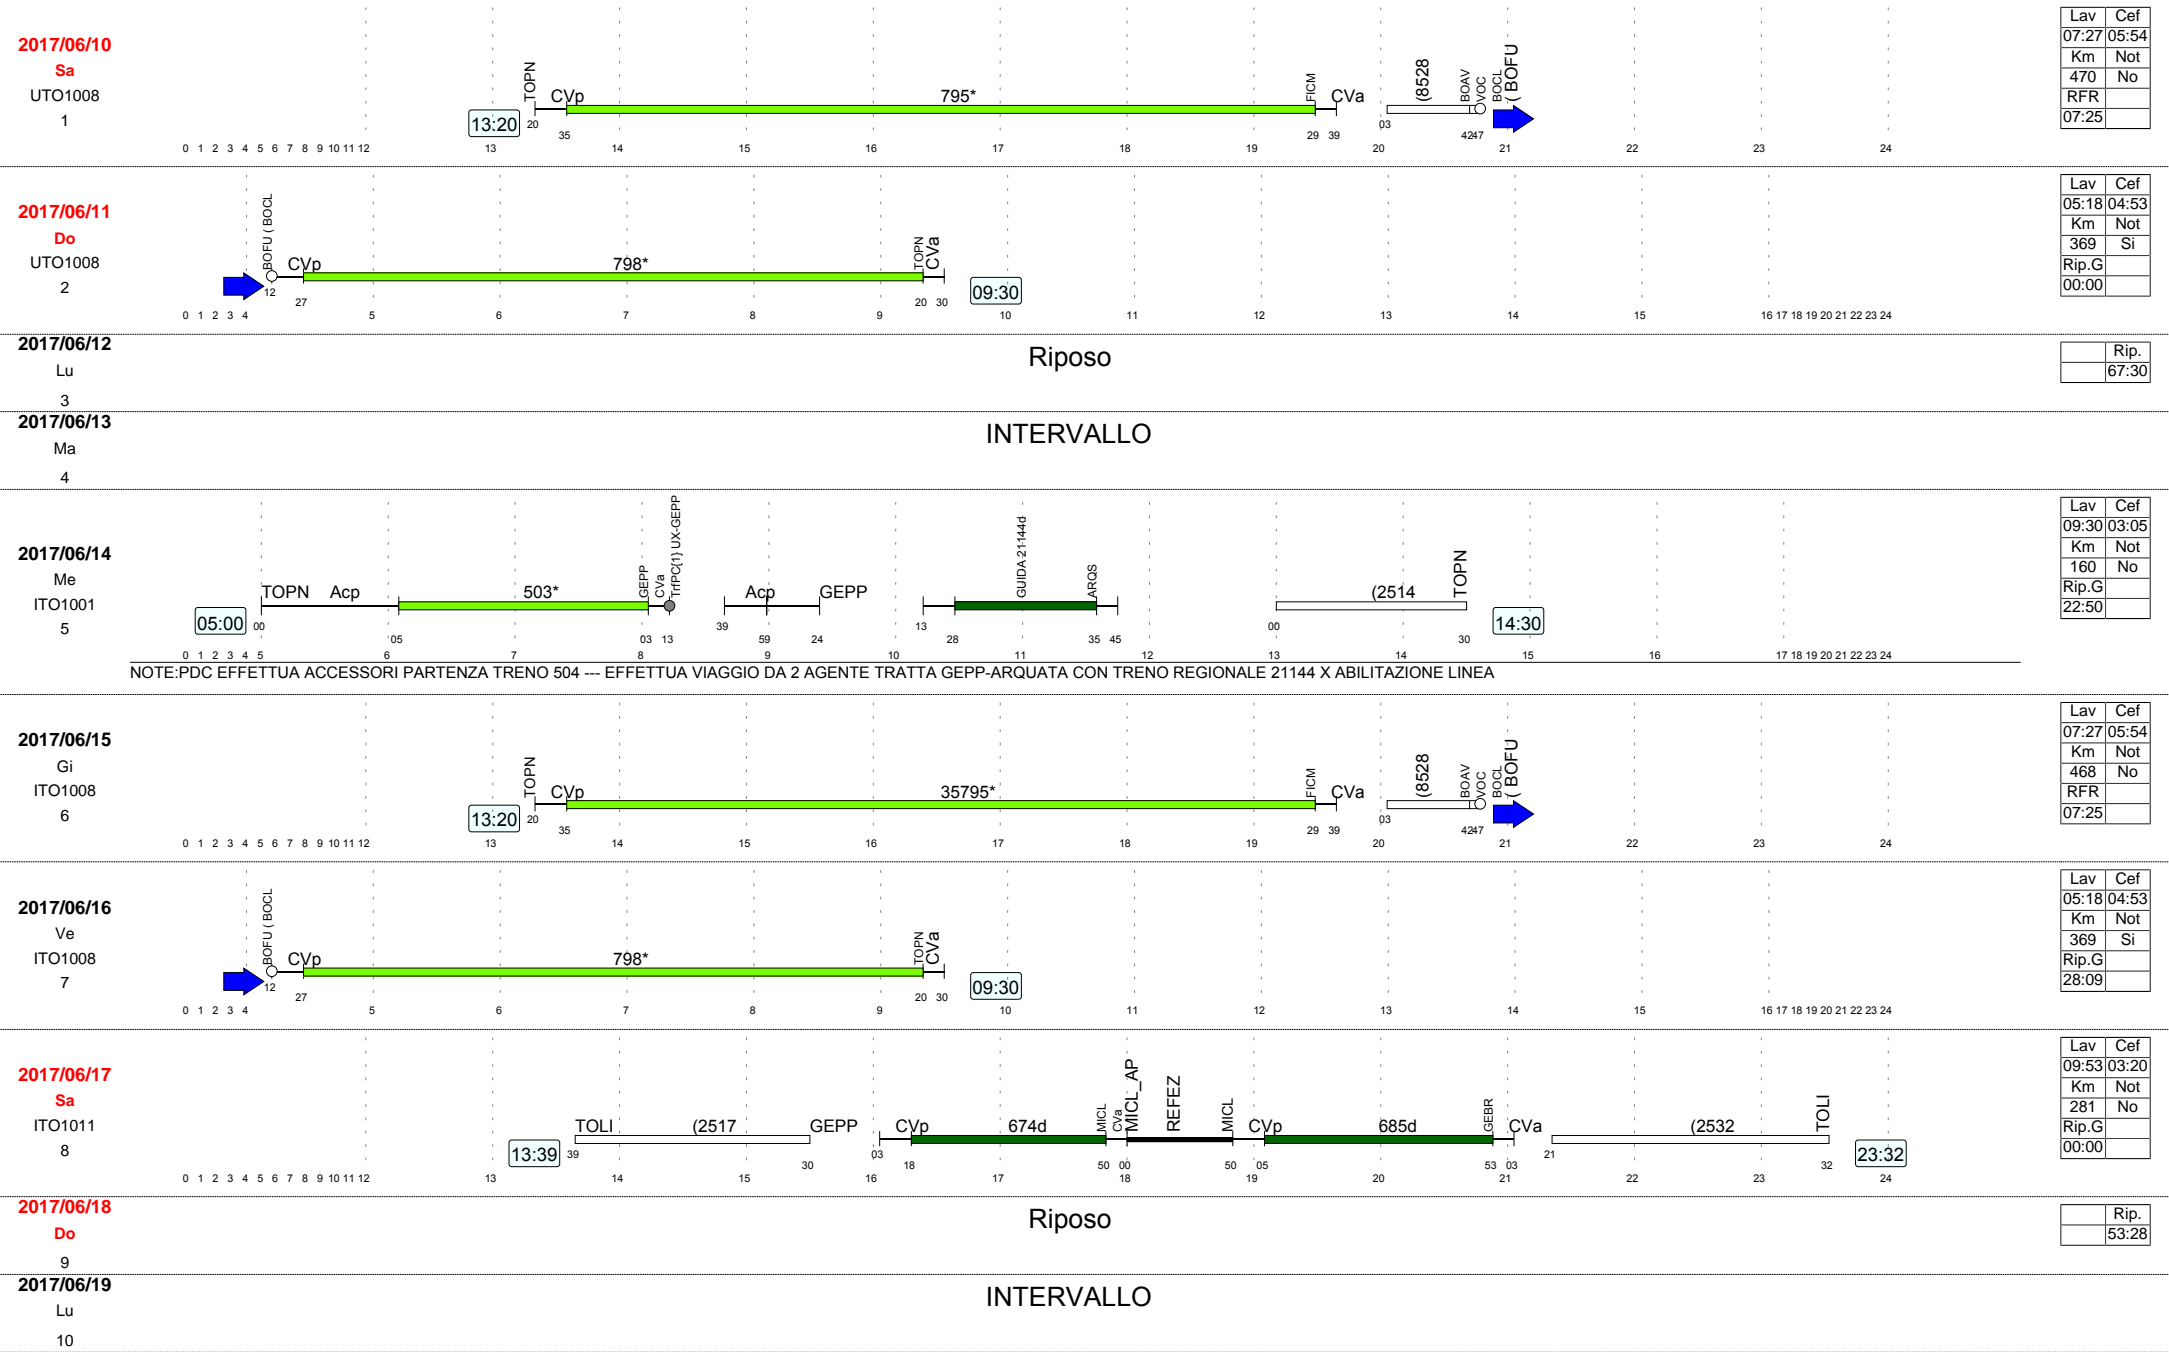 2017/06/10
Sa
UTO1008
1
13:20
TOPN
CVp
795*
FICM
CVa
(8528
BOAV
VOC
BOCL
( BOFU
20
35
29 39
03
42 47
0 1 2 3 4 5 6 7 8 9 10 11 12 13 14 15 16 17 18 19 20 21 22 23 24
Lav Cef
07:27 05:54
Km Not
470 No
RFR
07:25
2017/06/11
Do
UTO1008
2
BOFU ( BOCL
CVp
798*
TOPN
CVa
09:30
12
27
20 30
0 1 2 3 4 5 6 7 8 9 10 11 12 13 14 15 16 17 18 19 20 21 22 23 24
Lav Cef
05:18 04:53
Km Not
369 Si
Rip.G
00:00
2017/06/12
Lu
3
Riposo
Rip.
67:30
2017/06/13
Ma
4
INTERVALLO
2017/06/14
Me
ITO1001
5
05:00
TOPN Acp
503*
GEPP
CVa
TrfPC{1} UX-GEPP
Acp
GEPP
GUIDA-21-144d
ARQS
(2514
TOPN
14:30
00
05
03 13
39
59
24
13
28
35 45
00
30
0 1 2 3 4 5 6 7 8 9 10 11 12 13 14 15 16 17 18 19 20 21 22 23 24
Lav Cef
09:30 03:05
Km Not
160 No
Rip.G
22:50
NOTE:PDC EFFETTUA ACCESSORI PARTENZA TRENO 504 --- EFFETTUA VIAGGIO DA 2 AGENTE TRATTA GEPP-ARQUATA CON TRENO REGIONALE 21144 X ABILITAZIONE LINEA
2017/06/15
Gi
ITO1008
6
13:20
TOPN
CVp
35795*
FICM
CVa
(8528
BOAV
VOC
BOCL
( BOFU
20
35
29 39
03
42 47
0 1 2 3 4 5 6 7 8 9 10 11 12 13 14 15 16 17 18 19 20 21 22 23 24
Lav Cef
07:27 05:54
Km Not
468 No
RFR
07:25
2017/06/16
Ve
ITO1008
7
BOFU ( BOCL
CVp
798*
TOPN
CVa
09:30
12
27
20 30
0 1 2 3 4 5 6 7 8 9 10 11 12 13 14 15 16 17 18 19 20 21 22 23 24
Lav Cef
05:18 04:53
Km Not
369 Si
Rip.G
28:09
2017/06/17
Sa
ITO1011
8
13:39
TOLI
(2517
GEPP
CVp
674d
MICL
CVa
MICL_AP
REFEZ
MICL
CVp
685d
GEBR
CVa
(2532
TOLI
23:32
39
30
03
18
50 00
50 05
53 03
21
32
0 1 2 3 4 5 6 7 8 9 10 11 12 13 14 15 16 17 18 19 20 21 22 23 24
Lav Cef
09:53 03:20
Km Not
281 No
Rip.G
00:00
2017/06/18
Do
9
Riposo
Rip.
53:28
2017/06/19
Lu
10
INTERVALLO